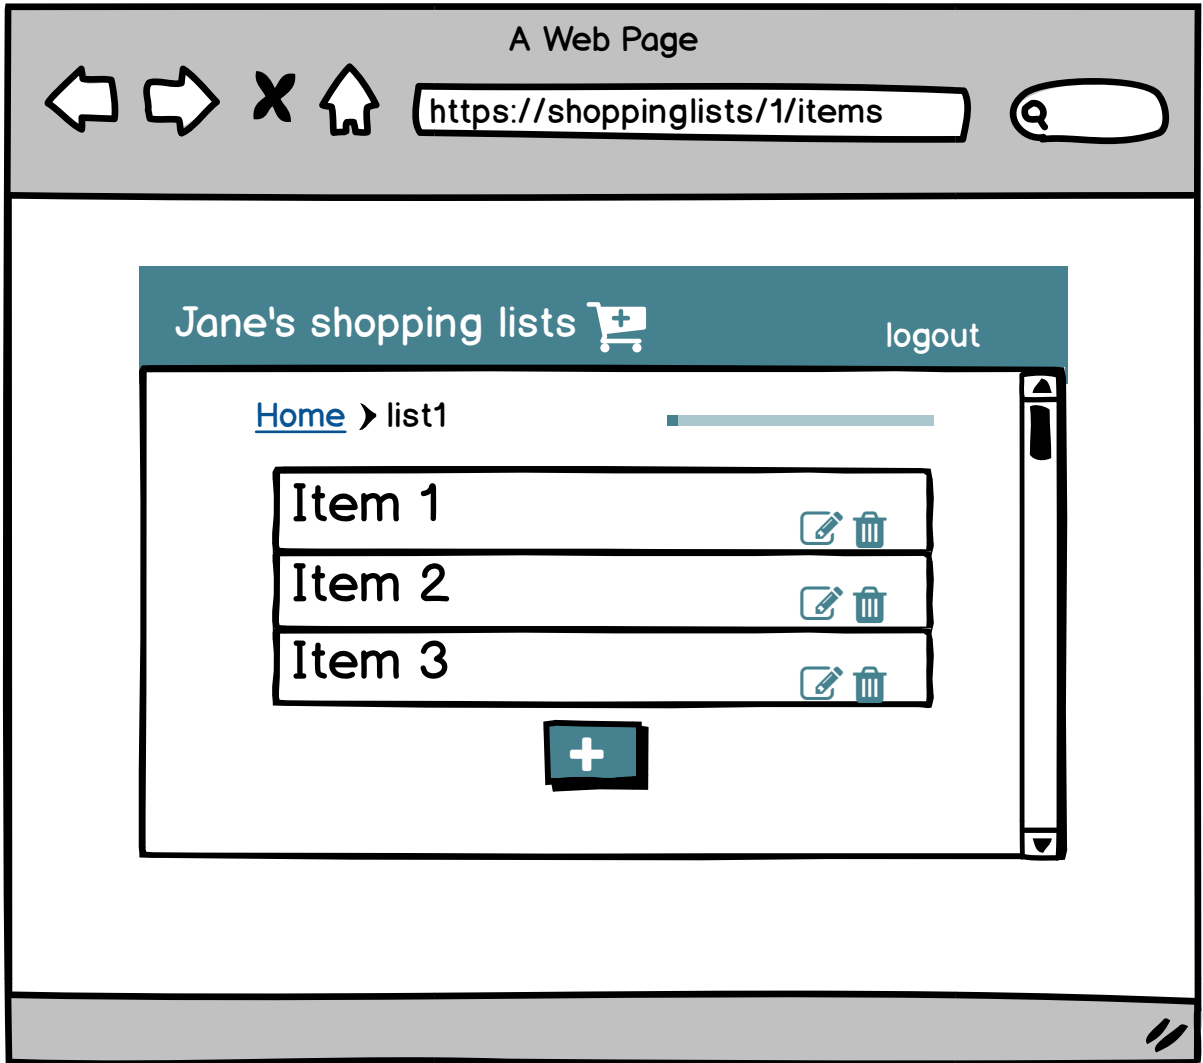 A Web Page
https://shoppinglists/1/items
Jane's shopping lists
logout
Home list1
Item 1
Item 2
Item 3